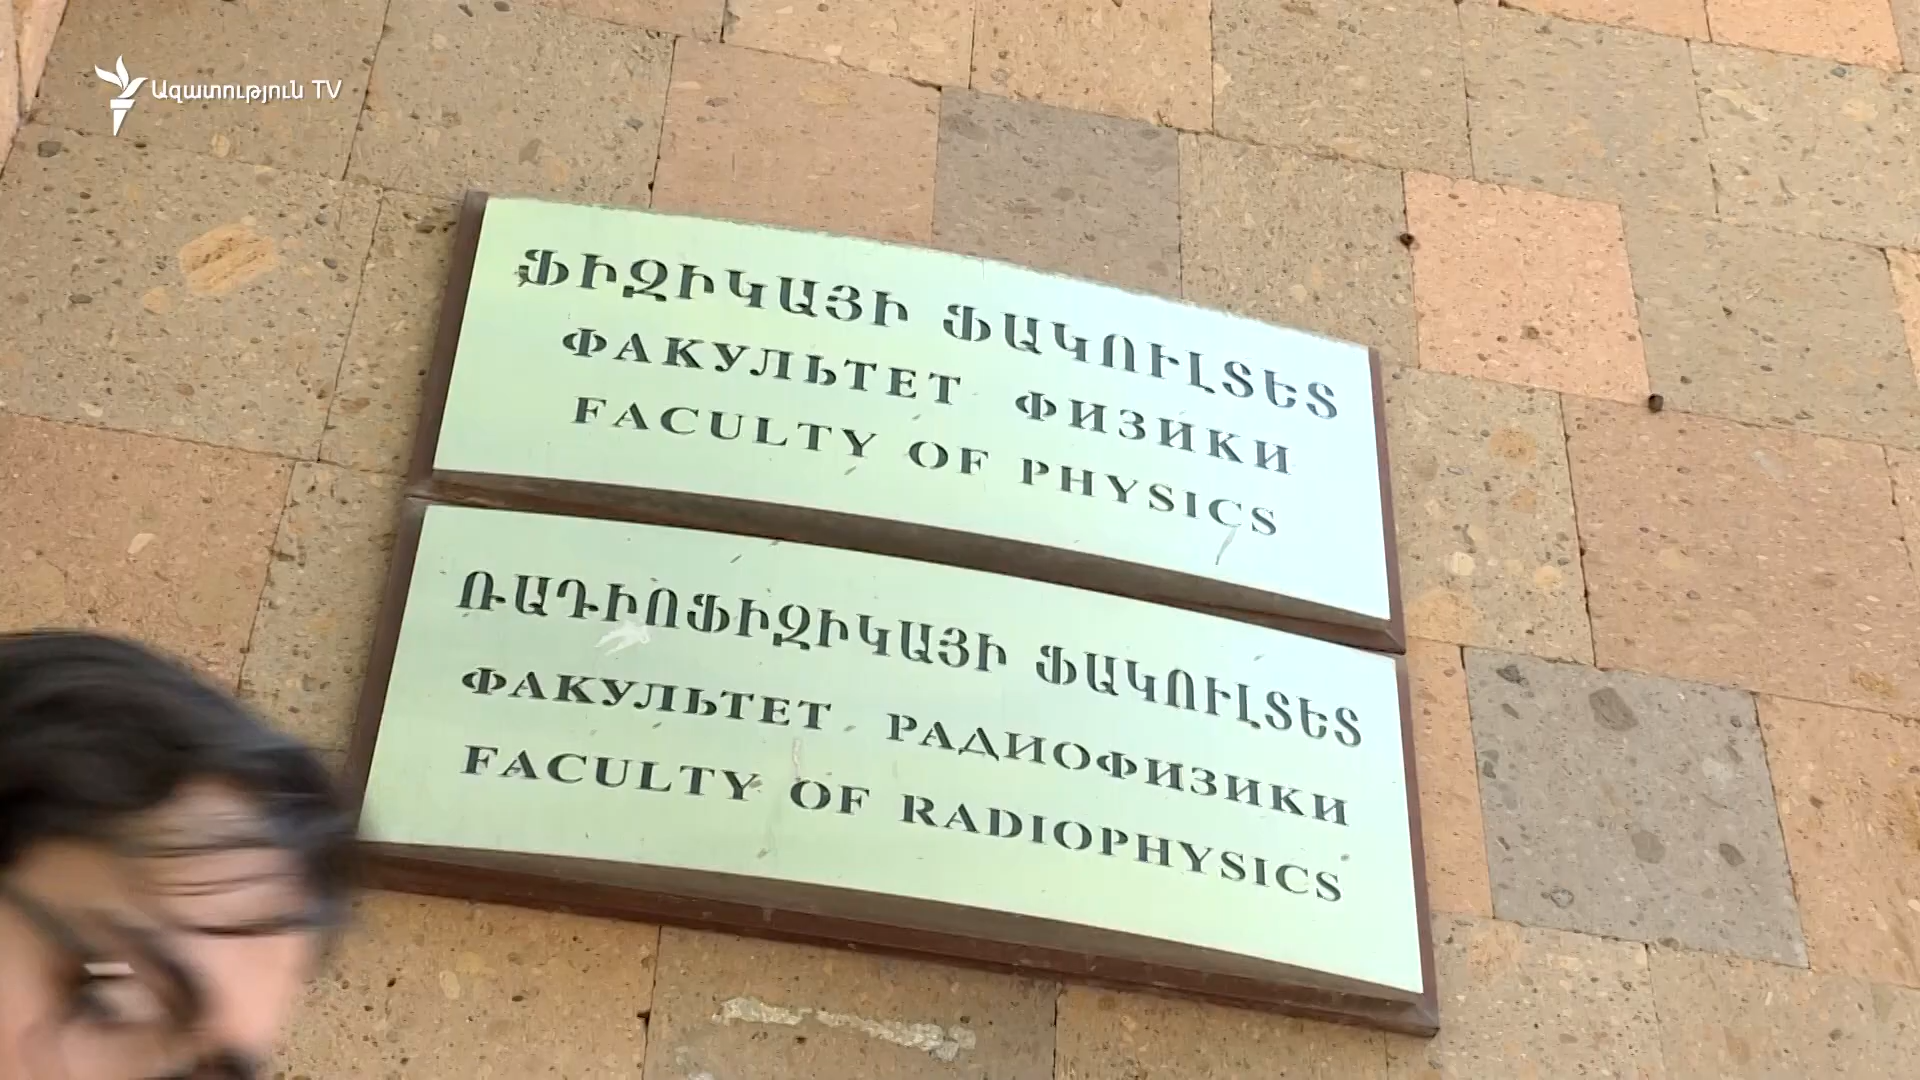 Ազատություն TV
ՖԻԶԻԿԱՅԻ ՖԱԿՈՒԼՏԵՏ
ФАКУЛЬТЕТ ФИЗИКИ
FACULTY OF PHYSICS
ՌԱԴԻՈՖԻԶԻԿԱՅԻ ՖԱԿՈՒԼՏԵՏ
ФАКУЛЬТЕТ РАДИОФИЗИКИ
FACULTY OF RADIOPHYSICS